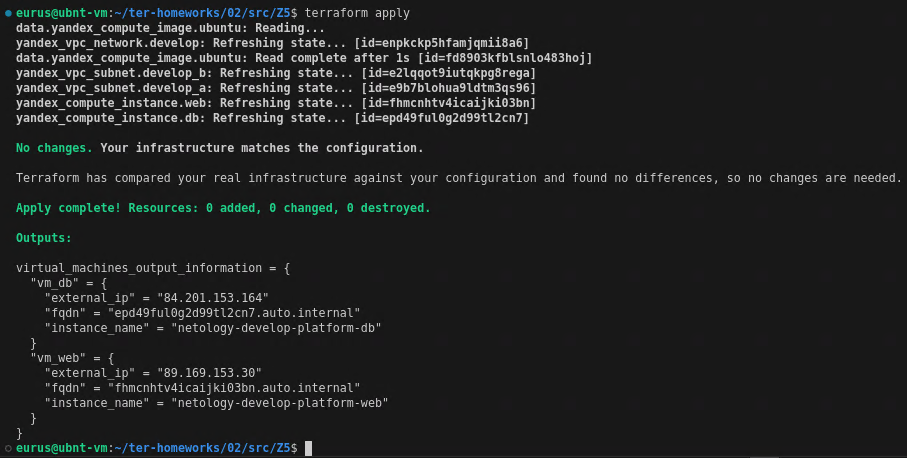 eurus@ubnt-vm:~/ter-homeworks/02/src/Z5$ terraform apply
data.yandex_compute_image.ubuntu: Reading...
yandex_vpc_network.develop: Refreshing state... [id=enpkckp5hfamjqmii8a6]
data.yandex_compute_image.ubuntu: Read complete after 1s [id=fd8903kfblsnlo483hoj]
yandex_vpc_subnet.develop_b: Refreshing state... [id=e2lqqot9iutqkpg8rega]
yandex_vpc_subnet.develop_a: Refreshing state... [id=e9b7blohua9ldtm3qs96]
yandex_compute_instance.web: Refreshing state... [id=fhmcnhtv4icaijki03bn]
yandex_compute_instance.db: Refreshing state... [id=epd49ful0g2d99tl2cn7]
No changes. Your infrastructure matches the configuration.
Terraform has compared your real infrastructure against your configuration and found no differences, so no changes are needed.
Apply complete! Resources: 0 added, 0 changed, 0 destroyed.
Outputs:
virtual_machines_output_information = {
  "vm_db" = {
    "external_ip" = "84.201.153.164"
    "fqdn" = "epd49ful0g2d99tl2cn7.auto.internal"
    "instance_name" = "netology-develop-platform-db"
  }
  "vm_web" = {
    "external_ip" = "89.169.153.30"
    "fqdn" = "fhmcnhtv4icaijki03bn.auto.internal"
    "instance_name" = "netology-develop-platform-web"
  }
}
eurus@ubnt-vm:~/ter-homeworks/02/src/Z5$